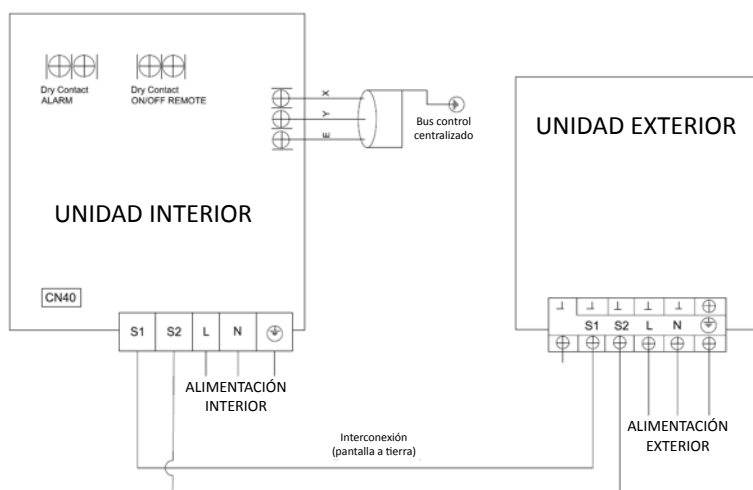 Dry Contact
ALARM
Dry Contact
ON/OFF REMOTE
X
Y
E
Bus control
centralizado
UNIDAD INTERIOR
UNIDAD EXTERIOR
CN40
S1 S2 L N
ALIMENTACIÓN
INTERIOR
S1 S2 L N
ALIMENTACIÓN
EXTERIOR
Interconexión
(pantalla a tierra)